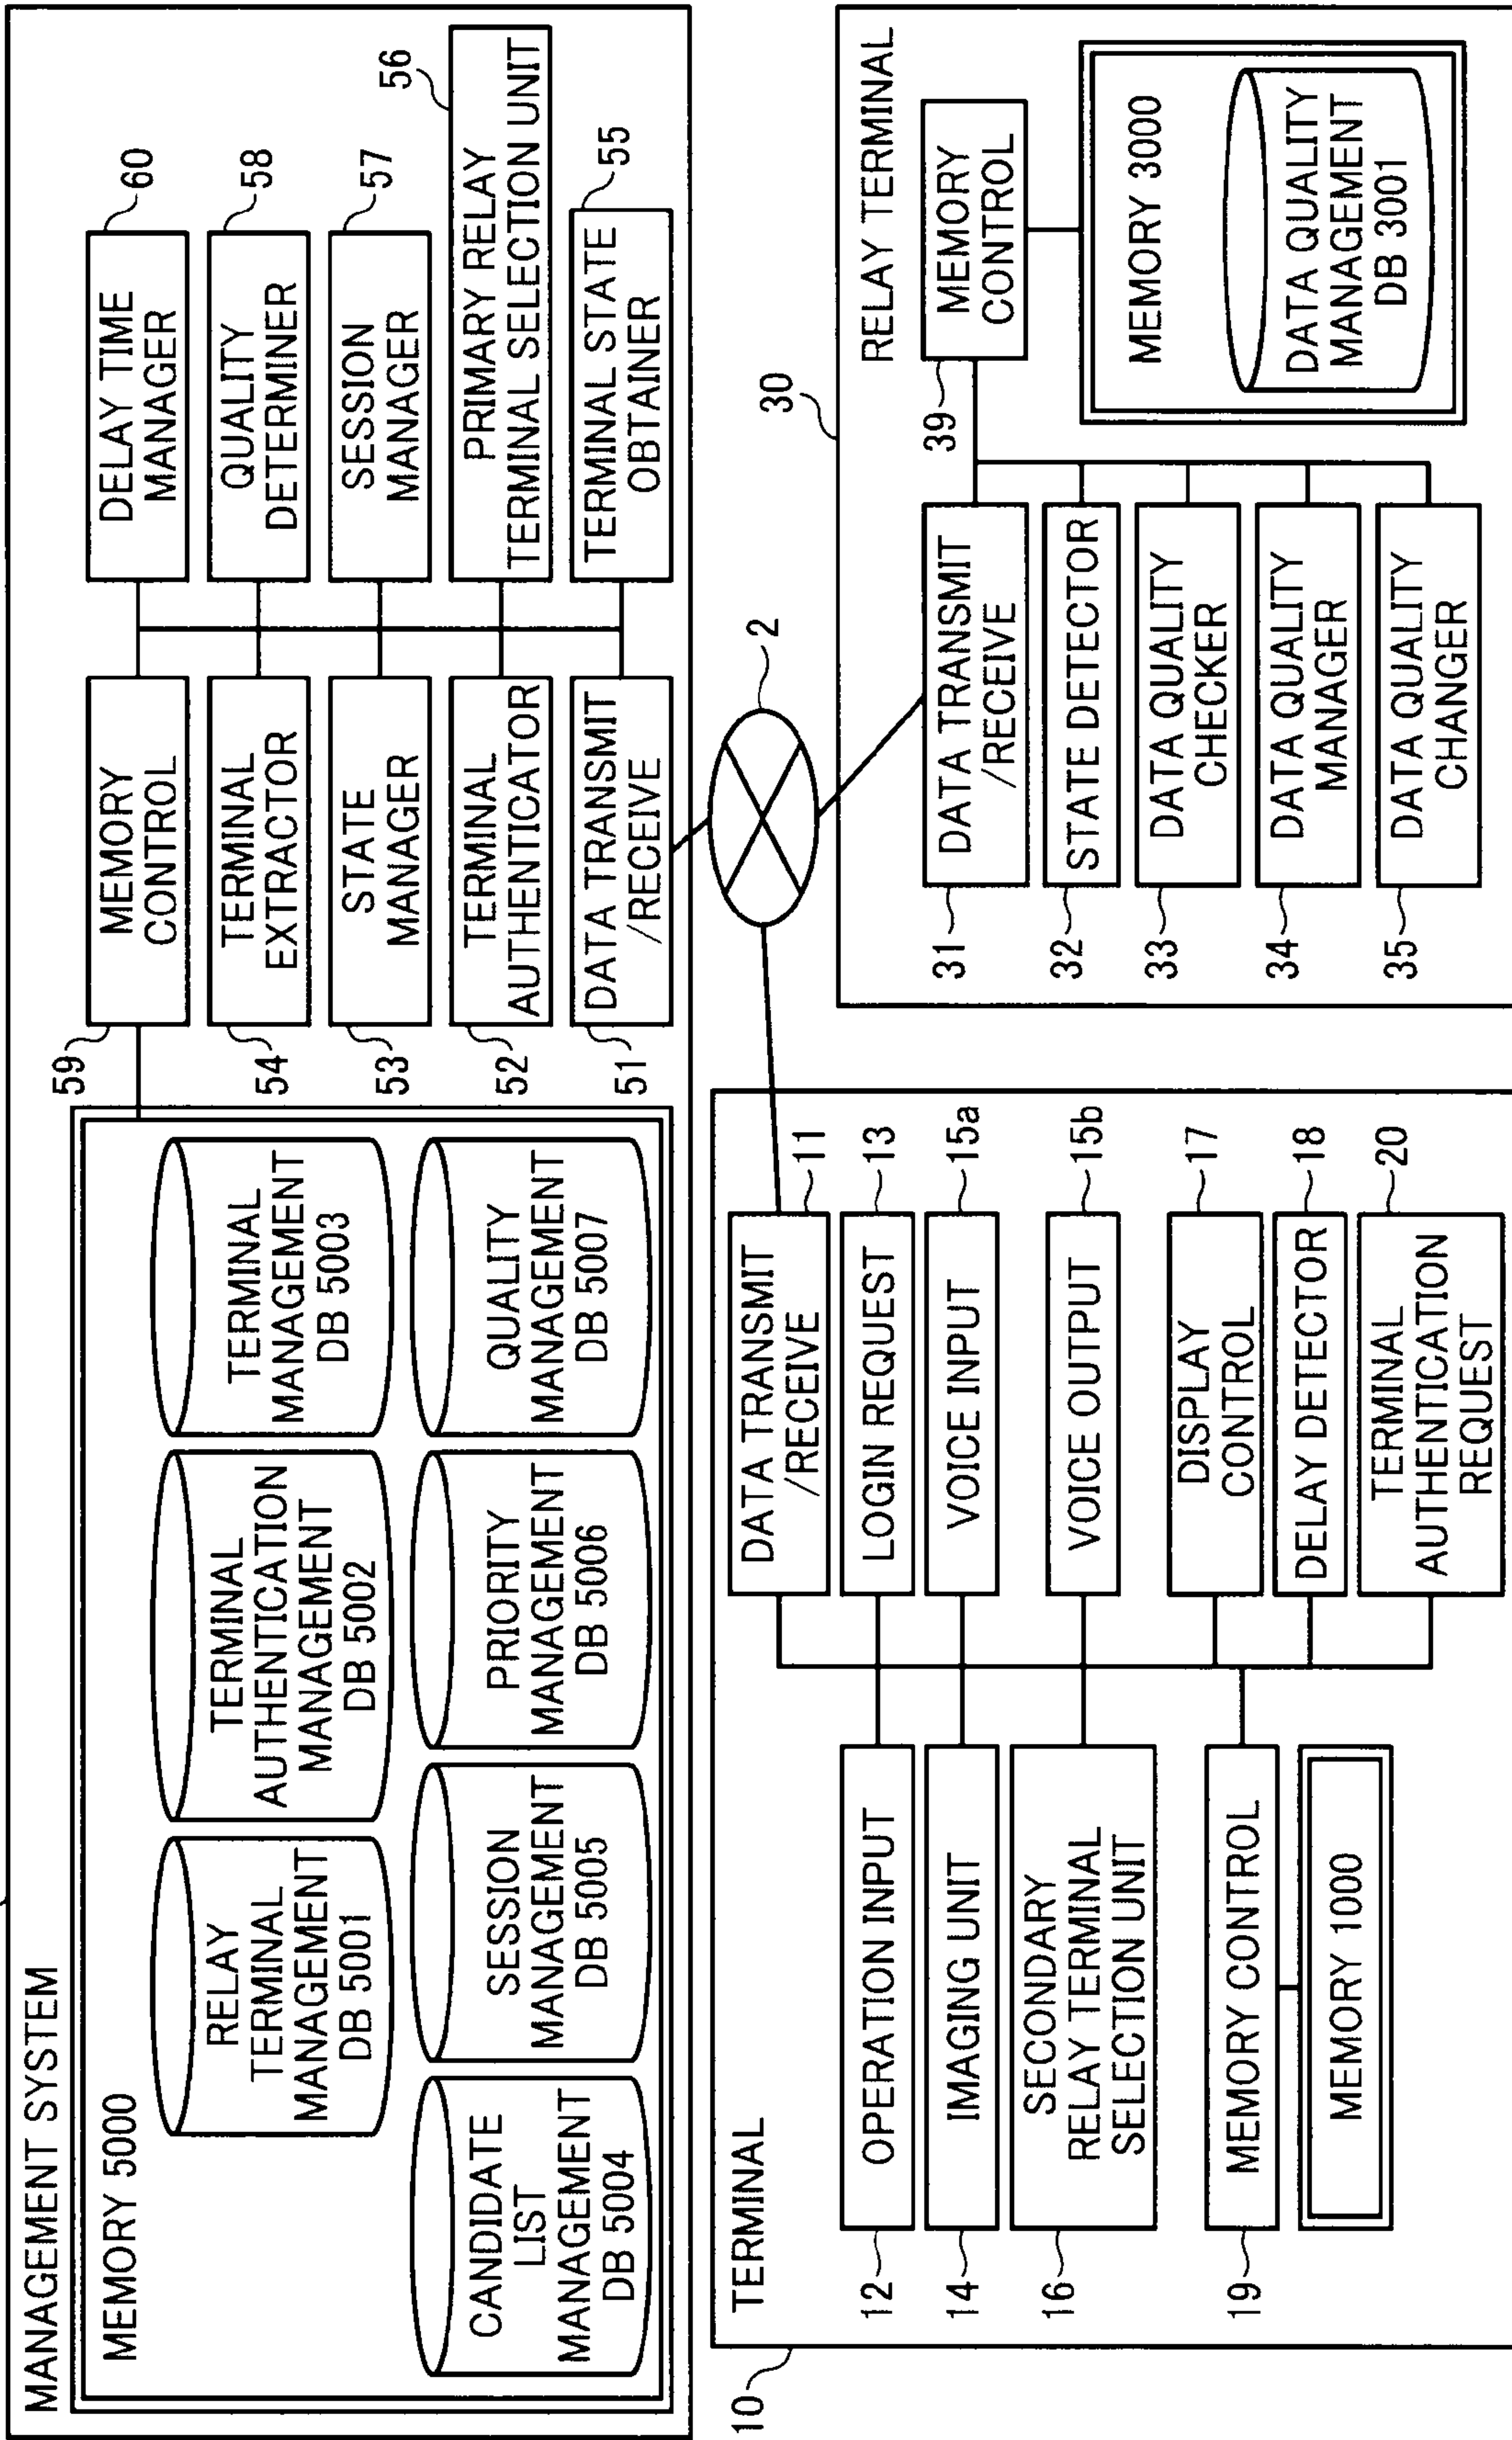 MANAGEMENT SYSTEM
MEMORY 5000
RELAY
TERMINAL
MANAGEMENT
DB 5001
TERMINAL
AUTHENTICATION
MANAGEMENT
DB 5002
TERMINAL
MANAGEMENT
DB 5003
CANDIDATE
LIST
MANAGEMENT
DB 5004
SESSION
MANAGEMENT
DB 5005
PRIORITY
MANAGEMENT
DB 5006
QUALITY
MANAGEMENT
DB 5007
59
MEMORY
CONTROL
54
TERMINAL
EXTRACTOR
53
STATE
MANAGER
52
TERMINAL
AUTHENTICATOR
51
DATA TRANSMIT
/RECEIVE
DELAY TIME
MANAGER
60
QUALITY
DETERMINER
58
SESSION
MANAGER
57
PRIMARY RELAY
TERMINAL SELECTION UNIT
56
TERMINAL STATE
OBTAINER
55
2
10
TERMINAL
12
OPERATION INPUT
14
IMAGING UNIT
16
SECONDARY
RELAY TERMINAL
SELECTION UNIT
19
MEMORY CONTROL
MEMORY 1000
DATA TRANSMIT
/RECEIVE
11
LOGIN REQUEST
13
VOICE INPUT
15a
VOICE OUTPUT
15b
DISPLAY
CONTROL
17
DELAY DETECTOR
18
TERMINAL
AUTHENTICATION
REQUEST
20
30
RELAY TERMINAL
31
DATA TRANSMIT
/RECEIVE
32
STATE DETECTOR
33
DATA QUALITY
CHECKER
34
DATA QUALITY
MANAGER
35
DATA QUALITY
CHANGER
39
MEMORY
CONTROL
MEMORY 3000
DATA QUALITY
MANAGEMENT
DB 3001